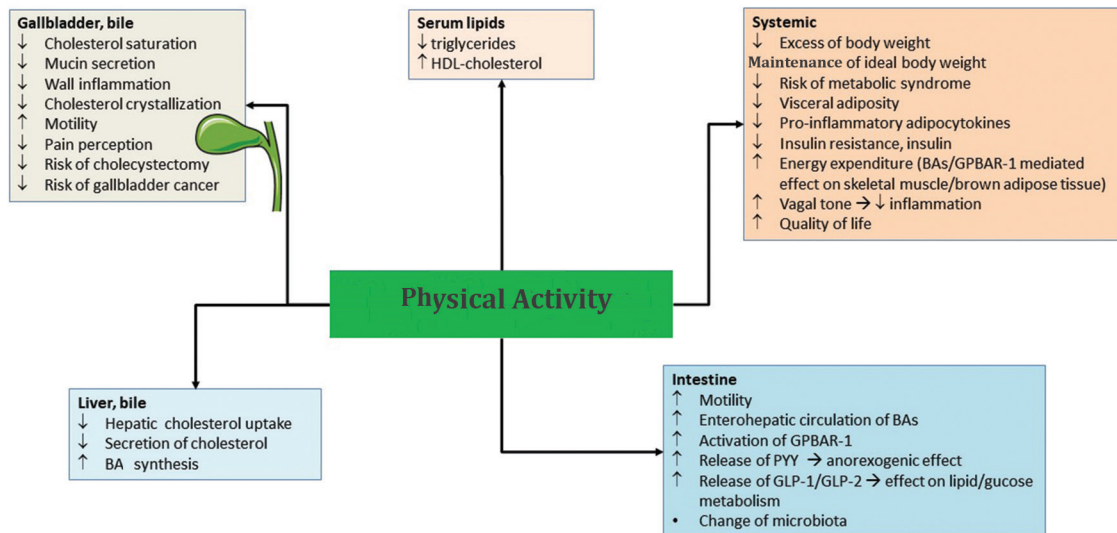 Gallbladder, bile
↓ Cholesterol saturation
↓ Mucin secretion
↓ Wall inflammation
↓ Cholesterol crystallization
↑ Motility
↓ Pain perception
↓ Risk of cholecystectomy
↓ Risk of gallbladder cancer
Serum lipids
↓ triglycerides
↑ HDL-cholesterol
Systemic
↓ Excess of body weight
Maintenance of ideal body weight
↓ Risk of metabolic syndrome
↓ Visceral adiposity
↓ Pro-inflammatory adipocytokines
↓ Insulin resistance, insulin
↑ Energy expenditure (BAs/GPBAR-1 mediated
effect on skeletal muscle/brown adipose tissue)
↑ Vagal tone → ↓ inflammation
↑ Quality of life
Physical Activity
Liver, bile
↓ Hepatic cholesterol uptake
↓ Secretion of cholesterol
↑ BA synthesis
Intestine
↑ Motility
↑ Enterohepatic circulation of BAs
↑ Activation of GPBAR-1
↑ Release of PYY → anorexogenic effect
↑ Release of GLP-1/GLP-2 → effect on lipid/glucose
metabolism
• Change of microbiota